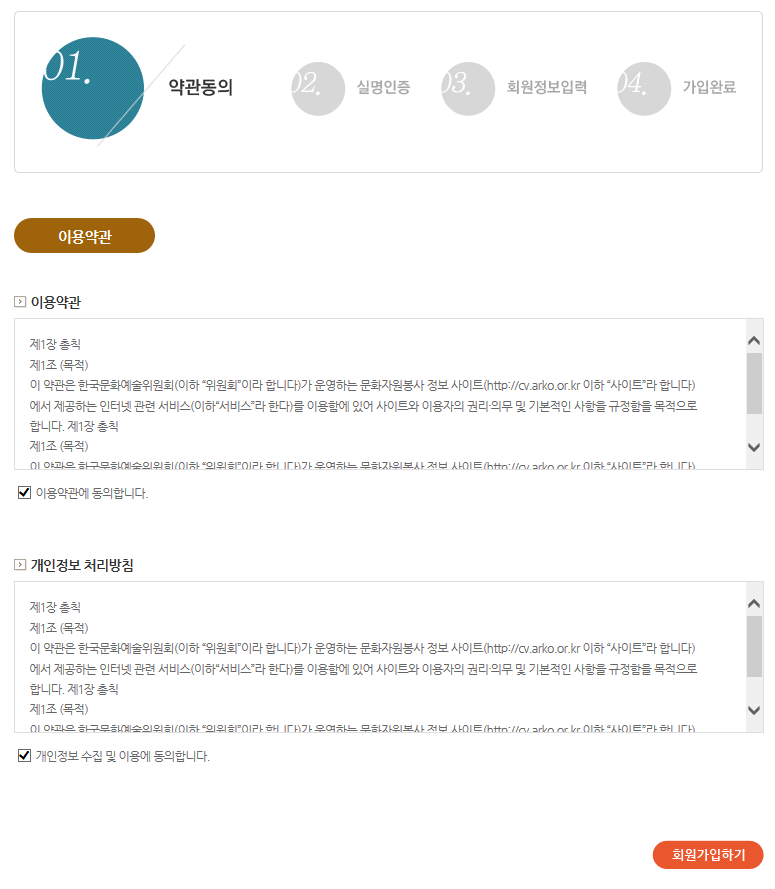 01. 약관동의 02. 실명인증 03. 회원정보입력 04. 가입완료
이용약관
이용약관
제1장 총칙
제1조 (목적)
이 약관은 한국문화예술위원회(이하 “위원회”이라 합니다)가 운영하는 문화자원봉사 정보 사이트(http://cv.arko.or.kr 이하 “사이트”라 합니다)
에서 제공하는 인터넷 관련 서비스(이하“서비스”라 한다)를 이용함에 있어 사이트와 이용자의 권리·의무 및 기본적인 사항을 규정함을 목적으로
합니다. 제1장 총칙
제1조 (목적)
이 약관은 한국문화예술위원회(이하 “위원회”이라 합니다)가 운영하는 문화자원봉사 정보 사이트(http://cv.arko.or.kr 이하 “사이트”라 합니다)
이용약관에 동의합니다.
개인정보 처리방침
제1장 총칙
제1조 (목적)
이 약관은 한국문화예술위원회(이하 “위원회”이라 합니다)가 운영하는 문화자원봉사 정보 사이트(http://cv.arko.or.kr 이하 “사이트”라 합니다)
에서 제공하는 인터넷 관련 서비스(이하“서비스”라 한다)를 이용함에 있어 사이트와 이용자의 권리·의무 및 기본적인 사항을 규정함을 목적으로
합니다. 제1장 총칙
제1조 (목적)
이 약관은 한국문화예술위원회(이하 “위원회”이라 합니다)가 운영하는 문화자원봉사 정보 사이트(http://cv.arko.or.kr 이하 “사이트”라 합니다)
개인정보 수집 및 이용에 동의합니다.
회원가입하기